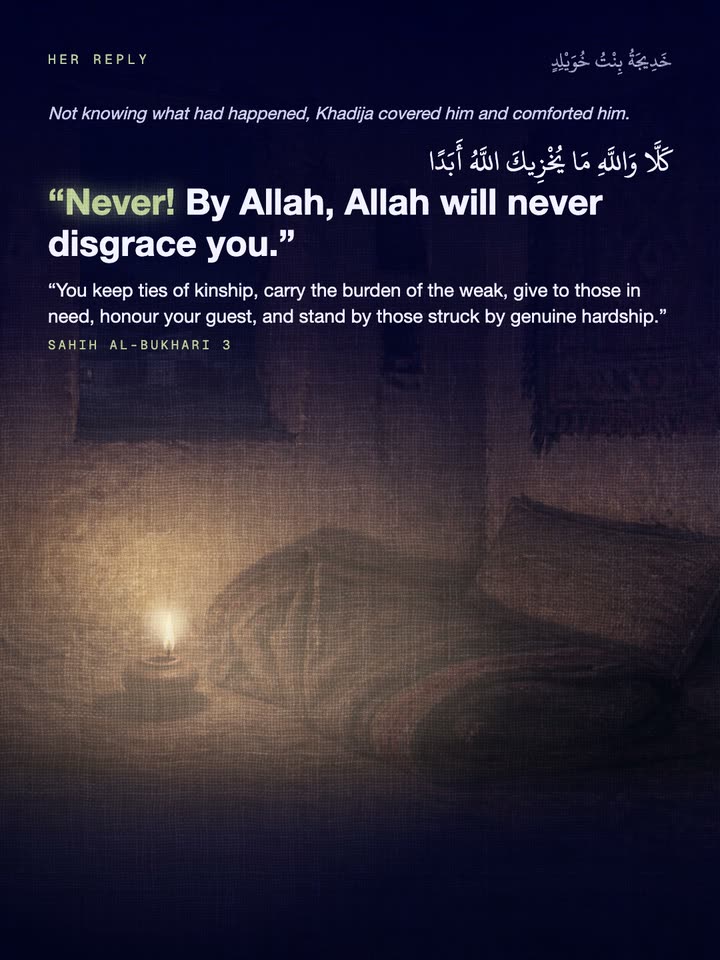 HER REPLY
خَدِيجَةُ بِنْتُ خُوَيْلِدٍ
Not knowing what had happened, Khadija covered him and comforted him.
كَلَّا وَاللَّهِ مَا يُخْزِيكَ اللَّهُ أَبَدًا
“Never! By Allah, Allah will never
disgrace you.”
“You keep ties of kinship, carry the burden of the weak, give to those in
need, honour your guest, and stand by those struck by genuine hardship.”
SAHIH AL-BUKHARI 3